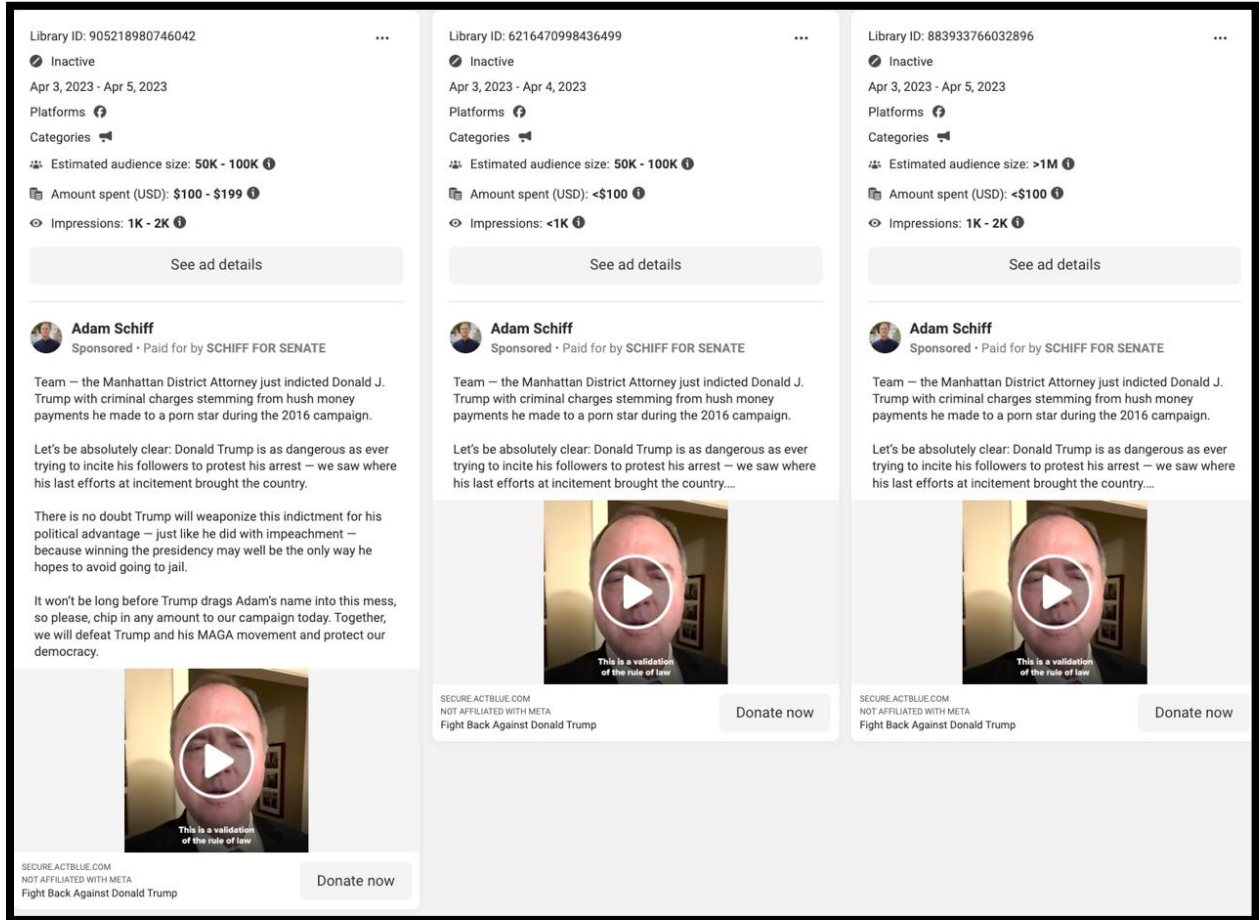 Library ID: 905218980746042
Inactive
Apr 3, 2023 - Apr 5, 2023
Platforms
Categories
Estimated audience size: 50K - 100K
Amount spent (USD): $100 - $199
Impressions: 1K - 2K
See ad details
Adam Schiff
Sponsored • Paid for by SCHIFF FOR SENATE
Team — the Manhattan District Attorney just indicted Donald J.
Trump with criminal charges stemming from hush money
payments he made to a porn star during the 2016 campaign.
Let's be absolutely clear: Donald Trump is as dangerous as ever
trying to incite his followers to protest his arrest — we saw where
his last efforts at incitement brought the country.
There is no doubt Trump will weaponize this indictment for his
political advantage — just like he did with impeachment —
because winning the presidency may well be the only way he
hopes to avoid going to jail.
It won't be long before Trump drags Adam's name into this mess,
so please, chip in any amount to our campaign today. Together,
we will defeat Trump and his MAGA movement and protect our
democracy.
This is a validation
of the rule of law
SECURE.ACTBLUE.COM
NOT AFFILIATED WITH META
Fight Back Against Donald Trump
Donate now
Library ID: 6216470998436499
Inactive
Apr 3, 2023 - Apr 4, 2023
Platforms
Categories
Estimated audience size: 50K - 100K
Amount spent (USD): <$100
Impressions: <1K
See ad details
Adam Schiff
Sponsored • Paid for by SCHIFF FOR SENATE
Team — the Manhattan District Attorney just indicted Donald J.
Trump with criminal charges stemming from hush money
payments he made to a porn star during the 2016 campaign.
Let's be absolutely clear: Donald Trump is as dangerous as ever
trying to incite his followers to protest his arrest — we saw where
his last efforts at incitement brought the country....
This is a validation
of the rule of law
SECURE.ACTBLUE.COM
NOT AFFILIATED WITH META
Fight Back Against Donald Trump
Donate now
Library ID: 883933766032896
Inactive
Apr 3, 2023 - Apr 5, 2023
Platforms
Categories
Estimated audience size: >1M
Amount spent (USD): <$100
Impressions: 1K - 2K
See ad details
Adam Schiff
Sponsored • Paid for by SCHIFF FOR SENATE
Team — the Manhattan District Attorney just indicted Donald J.
Trump with criminal charges stemming from hush money
payments he made to a porn star during the 2016 campaign.
Let's be absolutely clear: Donald Trump is as dangerous as ever
trying to incite his followers to protest his arrest — we saw where
his last efforts at incitement brought the country....
This is a validation
of the rule of law
SECURE.ACTBLUE.COM
NOT AFFILIATED WITH META
Fight Back Against Donald Trump
Donate now